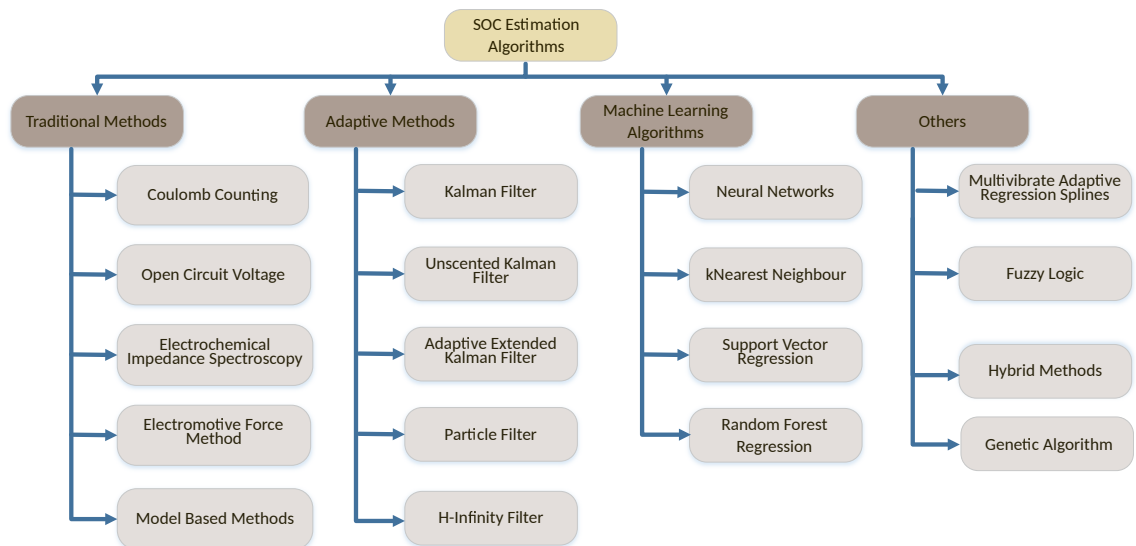 SOC Estimation
Algorithms
Traditional Methods
Adaptive Methods
Machine Learning
Algorithms
Others
Coulomb Counting
Open Circuit Voltage
Electrochemical
Impedance Spectroscopy
Electromotive Force
Method
Model Based Methods
Kalman Filter
Unscented Kalman
Filter
Adaptive Extended
Kalman Filter
Particle Filter
H-Infinity Filter
Neural Networks
kNearest Neighbour
Support Vector
Regression
Random Forest
Regression
Multivibrate Adaptive
Regression Splines
Fuzzy Logic
Hybrid Methods
Genetic Algorithm